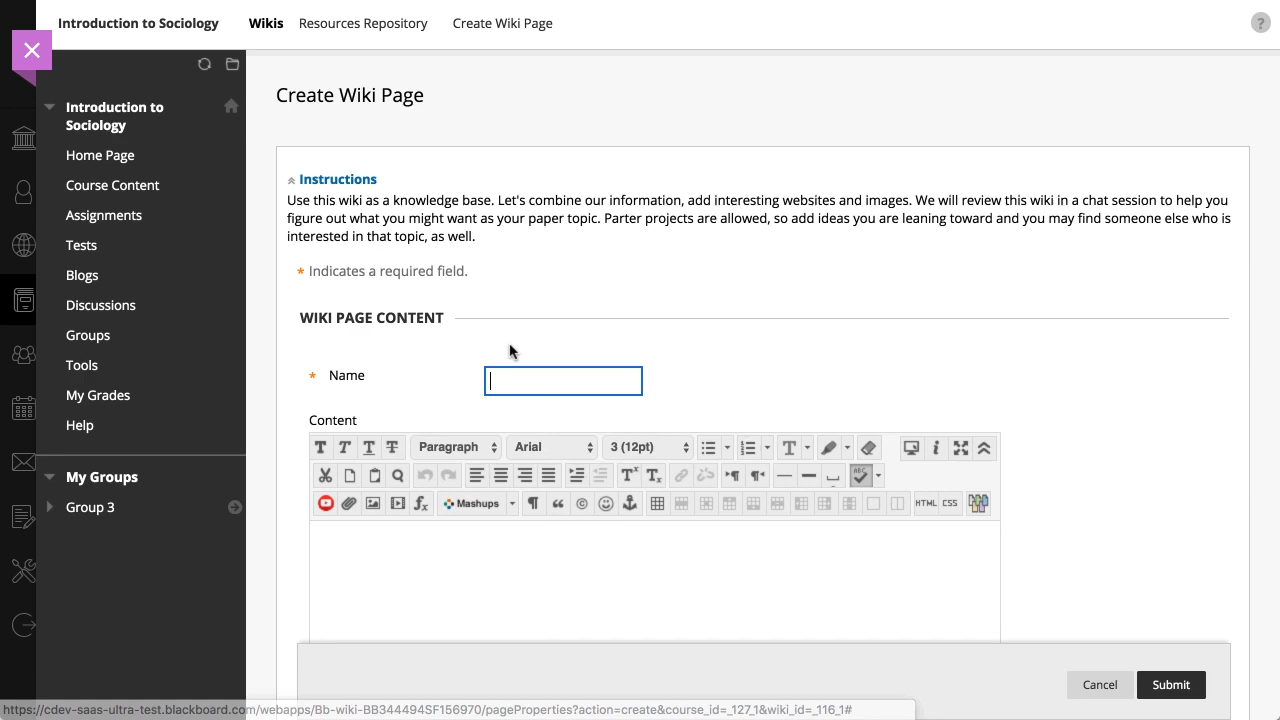 Introduction to Sociology Wikis Resources Repository Create Wiki Page ?
Introduction to
Sociology
Home Page
Course Content
Assignments
Tests
Blogs
Discussions
Groups
Tools
My Grades
Help
My Groups
Group 3
Create Wiki Page
Instructions
Use this wiki as a knowledge base. Let's combine our information, add interesting websites and images. We will review this wiki in a chat session to help you
figure out what you might want as your paper topic. Parter projects are allowed, so add ideas you are leaning toward and you may find someone else who is
interested in that topic, as well.
* Indicates a required field.
WIKI PAGE CONTENT
* Name
Content
T T T T Paragraph Arial 3 (12pt) T i
Tx Tx ABC
fx Mashups ¶ “ © HTML CSS
Cancel Submit
https://cdev-saas-ultra-test.blackboard.com/webapps/Bb-wiki-BB344494SF156970/pageProperties?action=create&course_id=_127_1&wiki_id=_116_1#